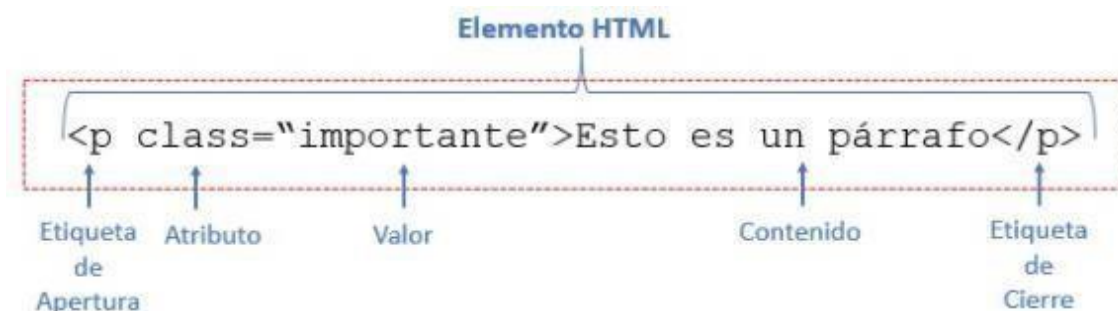 Elemento HTML
<p class=“importante”>Esto es un párrafo</p>
Etiqueta
de
Apertura
Atributo
Valor
Contenido
Etiqueta
de
Cierre